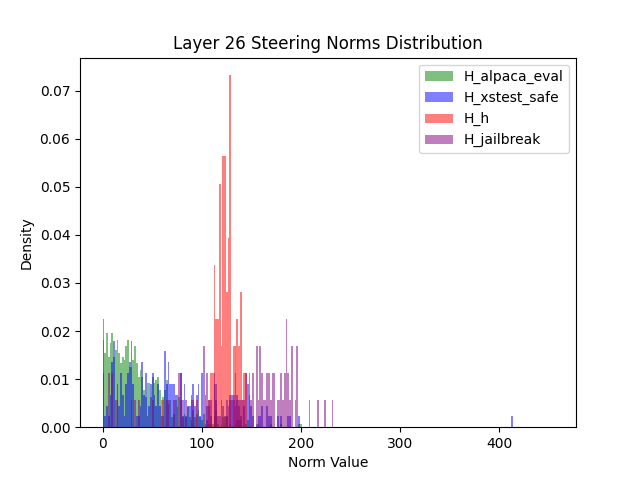 Layer 26 Steering Norms Distribution
H_alpaca_eval
H_xstest_safe
H_h
H_jailbreak
0.07
0.06
0.05
0.04
0.03
0.02
0.01
0.00
Density
0
100
200
300
400
Norm Value